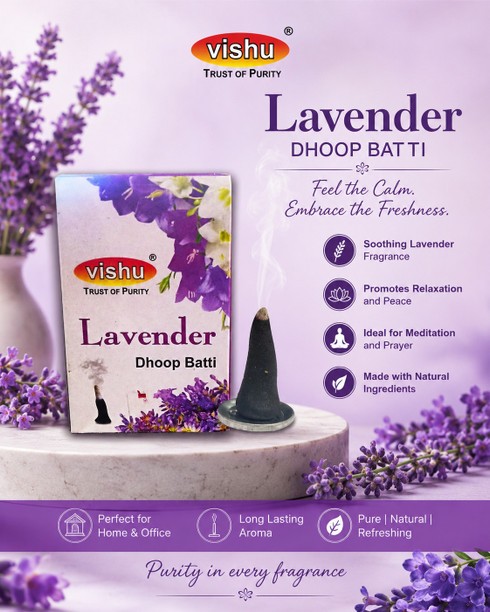 vishu®
TRUST OF PURITY
Lavender
DHOOP BATTI
Feel the Calm.
Embrace the Freshness.
Soothing Lavender
Fragrance
Promotes Relaxation
and Peace
Ideal for Meditation
and Prayer
Made with Natural
Ingredients
vishu®
TRUST OF PURITY
Lavender
Dhoop Batti
Perfect for
Home & Office
Long Lasting
Aroma
Pure | Natural |
Refreshing
Purity in every fragrance